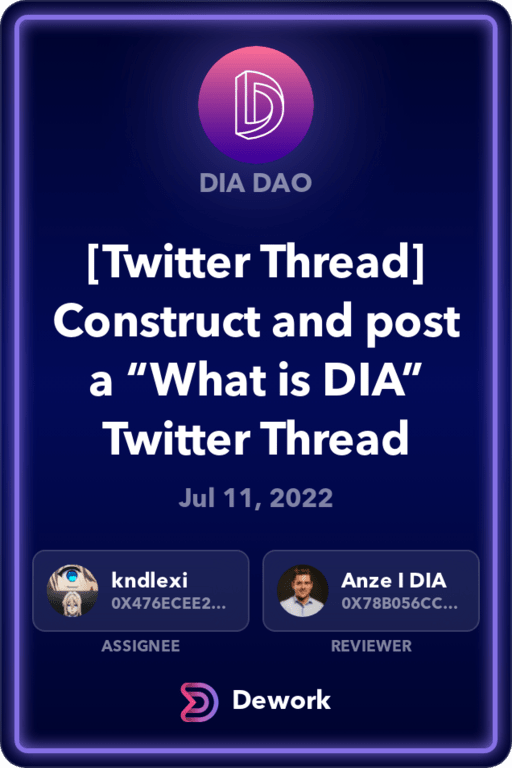 DIA DAO
[Twitter Thread]
Construct and post
a “What is DIA”
Twitter Thread
Jul 11, 2022
kndlexi
0X476ECEE2...
ASSIGNEE
Anze I DIA
0X78B056CC...
REVIEWER
Dework